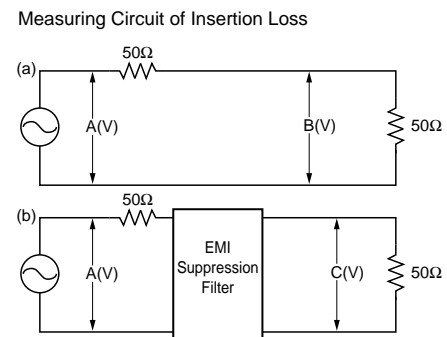 Measuring Circuit of Insertion Loss
(a)
50Ω
A(V)
B(V)
50Ω
(b)
50Ω
A(V)
EMI
Suppression
Filter
C(V)
50Ω